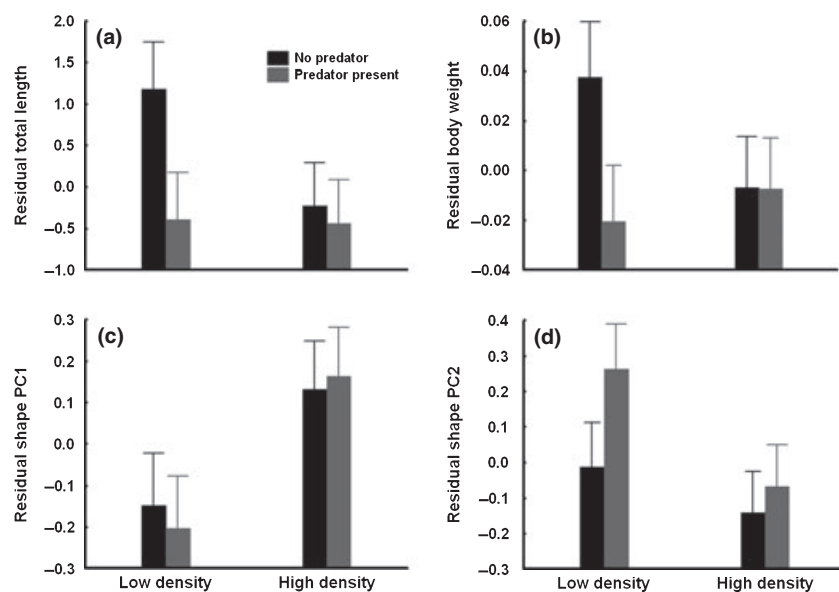 (a)
No predator
Predator present
Residual total length
2.0
1.5
1.0
0.5
0.0
–0.5
–1.0
(b)
Residual body weight
0.06
0.04
0.02
0.00
–0.02
–0.04
(c)
Residual shape PC1
0.3
0.2
0.1
0.0
–0.1
–0.2
–0.3
Low density
High density
(d)
Residual shape PC2
0.4
0.3
0.2
0.1
0.0
–0.1
–0.2
–0.3
Low density
High density